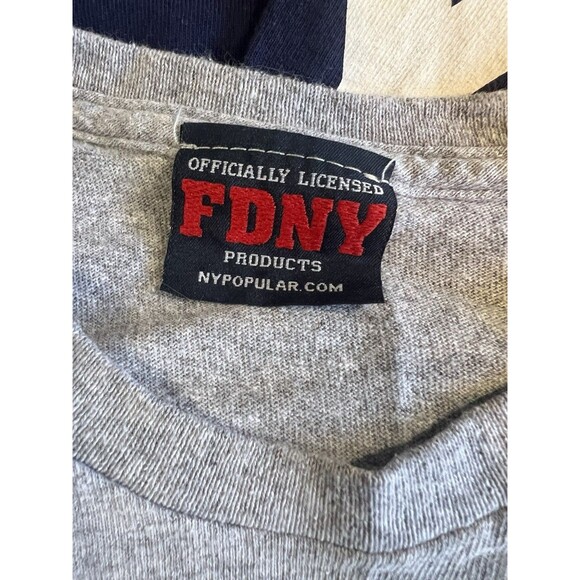 OFFICIALLY LICENSED
FDNY
PRODUCTS
NYPOPULAR.COM